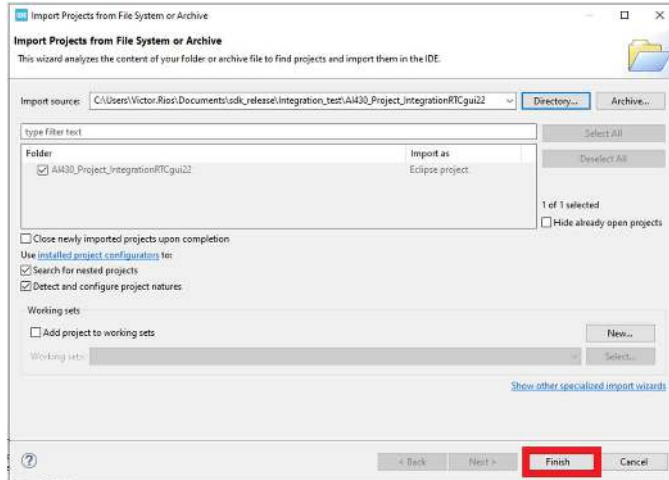 IDE Import Projects from File System or Archive
Import Projects from File System or Archive
This wizard analyzes the content of your folder or archive file to find projects and import them in the IDE.
Import source: C:\Users\Victor.Rios\Documents\sdk_release\Integration_test\AI430_Project_IntegrationRTCgui22 Directory... Archive...
type filter text Select All
Folder Import as Deselect All
AI430_Project_IntegrationRTCgui22 Eclipse project
1 of 1 selected
Hide already open projects
Close newly imported projects upon completion
Use installed project configurators to:
Search for nested projects
Detect and configure project natures
Working sets
Add project to working sets New...
Working sets: Select...
Show other specialized import wizards
? < Back Next > Finish Cancel